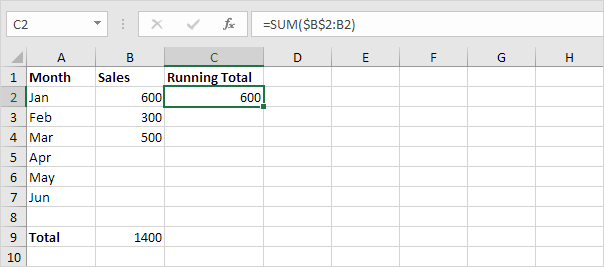 C2 fx =SUM($B$2:B2)
A B C D E F G H
1 Month Sales Running Total
2 Jan 600 600
3 Feb 300
4 Mar 500
5 Apr
6 May
7 Jun
8
9 Total 1400
10